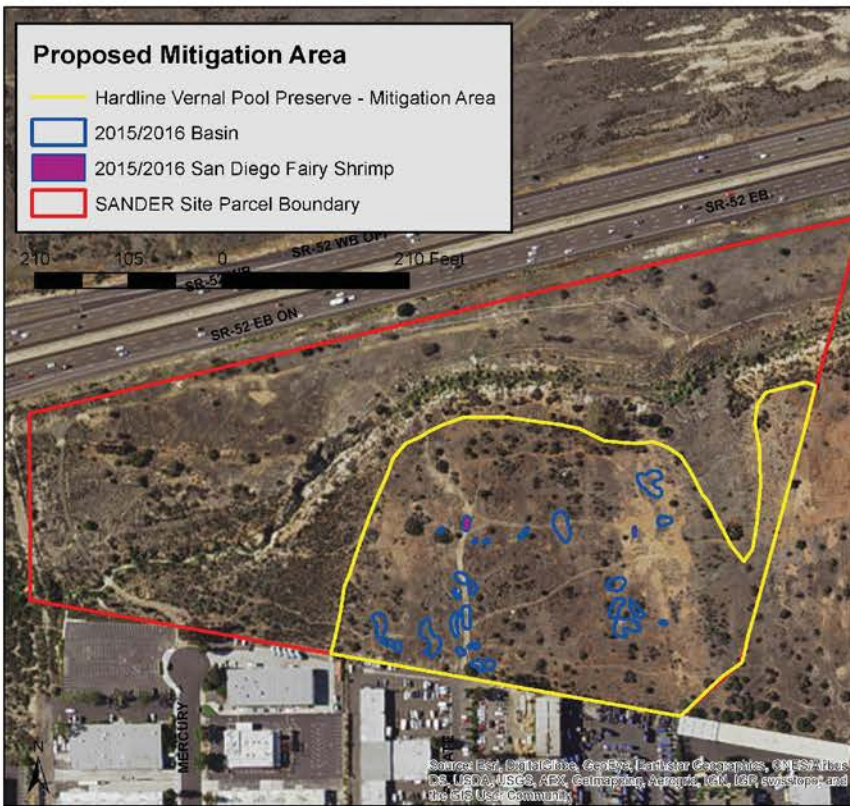 Proposed Mitigation Area
Hardline Vernal Pool Preserve - Mitigation Area
2015/2016 Basin
2015/2016 San Diego Fairy Shrimp
SANDER Site Parcel Boundary
SR-52 EB
SR-52 WB OFF
210 105 0 210 Feet
SR-52 WB
SR-52 EB ON
MERCURY
N
Source: Esri, DigitalGlobe, GeoEye, Earthstar Geographics, CNES/Airbus
DS, USDA, USGS, AEX, Getmapping, Aerogrid, IGN, IGP, swisstopo, and
the GIS User Community